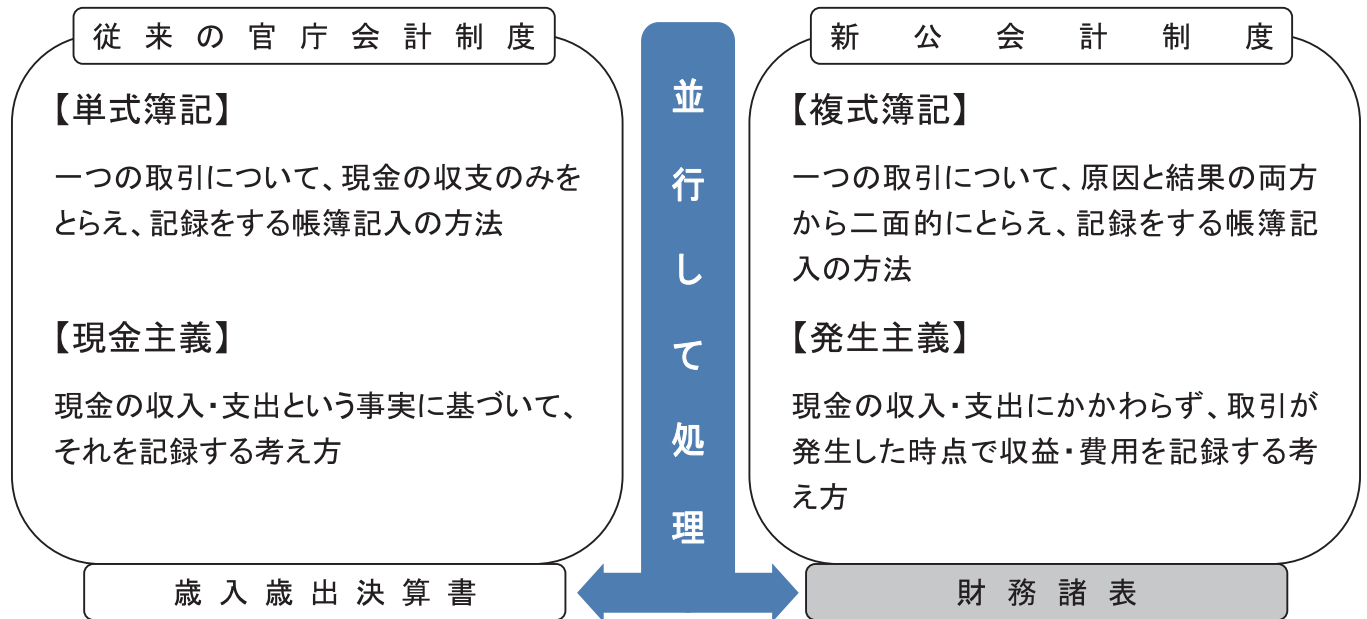 従来の官庁会計制度
【単式簿記】
一つの取引について、現金の収支のみを
とらえ、記録をする帳簿記入の方法
【現金主義】
現金の収入・支出という事実に基づいて、
それを記録する考え方
歳入歳出決算書
並行して処理
新公会計制度
【複式簿記】
一つの取引について、原因と結果の両方
から二面的にとらえ、記録をする帳簿記
入の方法
【発生主義】
現金の収入・支出にかかわらず、取引が
発生した時点で収益・費用を記録する考
え方
財務諸表